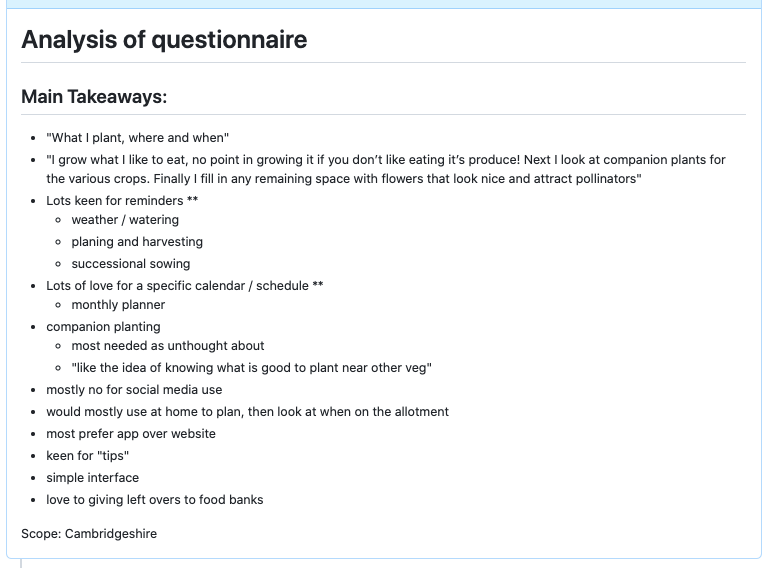 Analysis of questionnaire
Main Takeaways:
"What I plant, where and when"
"I grow what I like to eat, no point in growing it if you don’t like eating it’s produce! Next I look at companion plants for
the various crops. Finally I fill in any remaining space with flowers that look nice and attract pollinators"
Lots keen for reminders **
weather / watering
planing and harvesting
successional sowing
Lots of love for a specific calendar / schedule **
monthly planner
companion planting
most needed as unthought about
"like the idea of knowing what is good to plant near other veg"
mostly no for social media use
would mostly use at home to plan, then look at when on the allotment
most prefer app over website
keen for "tips"
simple interface
love to giving left overs to food banks
Scope: Cambridgeshire